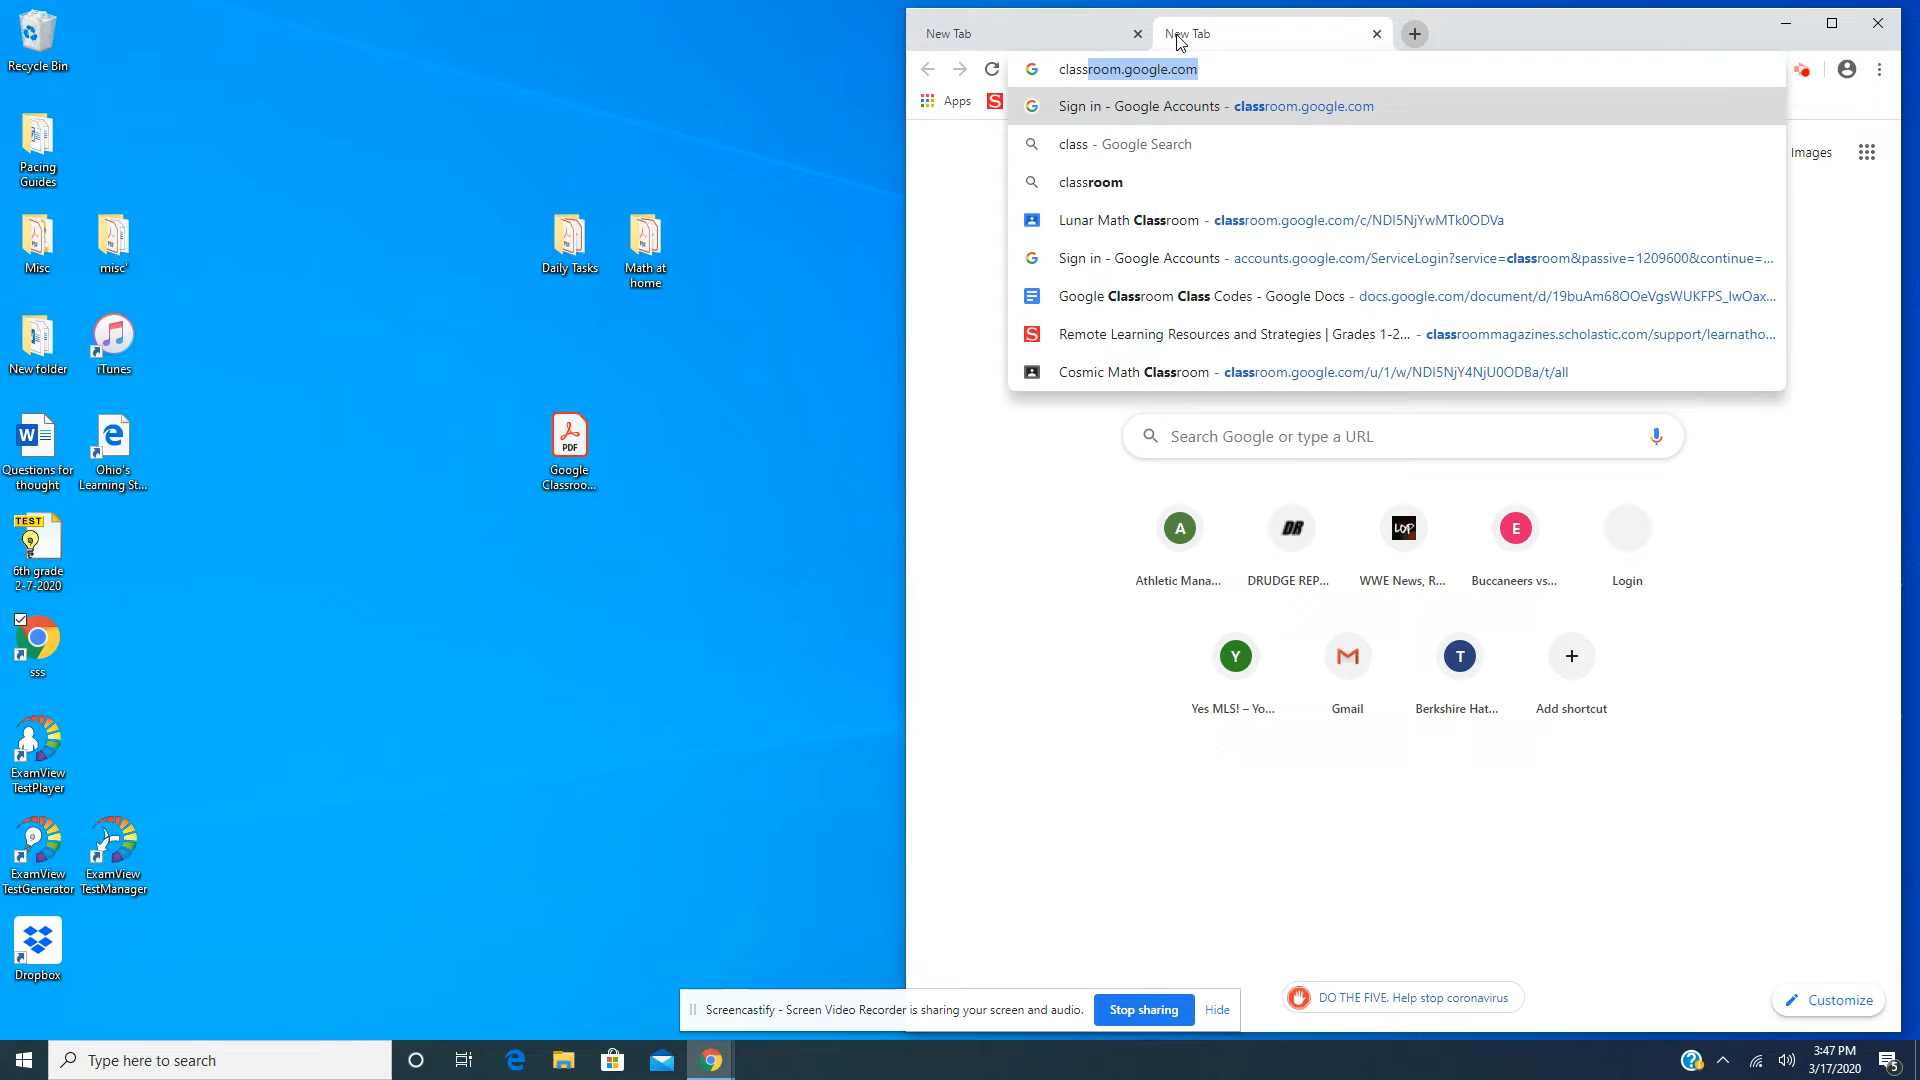 Recycle Bin
Pacing
Guides
Misc
misc'
New folder
iTunes
Questions for
thought
Ohio's
Learning St...
TEST
6th grade
2-7-2020
sss
ExamView
TestPlayer
ExamView
TestGenerator
ExamView
TestManager
Dropbox
Daily Tasks
Math at
home
PDF
Google
Classroo...
New Tab
New Tab
classroom.google.com
Apps
Sign in - Google Accounts - classroom.google.com
class - Google Search
classroom
Lunar Math Classroom - classroom.google.com/c/NDI5NjYwMTk0ODVa
Sign in - Google Accounts - accounts.google.com/ServiceLogin?service=classroom&passive=1209600&continue=...
Google Classroom Class Codes - Google Docs - docs.google.com/document/d/19buAm68OOeVgsWUKFPS_IwOax...
Remote Learning Resources and Strategies | Grades 1-2... - classroommagazines.scholastic.com/support/learnatho...
Cosmic Math Classroom - classroom.google.com/u/1/w/NDI5NjY4NjU0ODBa/t/all
Images
Search Google or type a URL
A
DR
LOP
E
Athletic Mana...
DRUDGE REP...
WWE News, R...
Buccaneers vs...
Login
Y
T
Yes MLS! – Yo...
Gmail
Berkshire Hat...
Add shortcut
Screencastify - Screen Video Recorder is sharing your screen and audio.
Stop sharing
Hide
DO THE FIVE. Help stop coronavirus
Customize
Type here to search
3:47 PM
3/17/2020
5